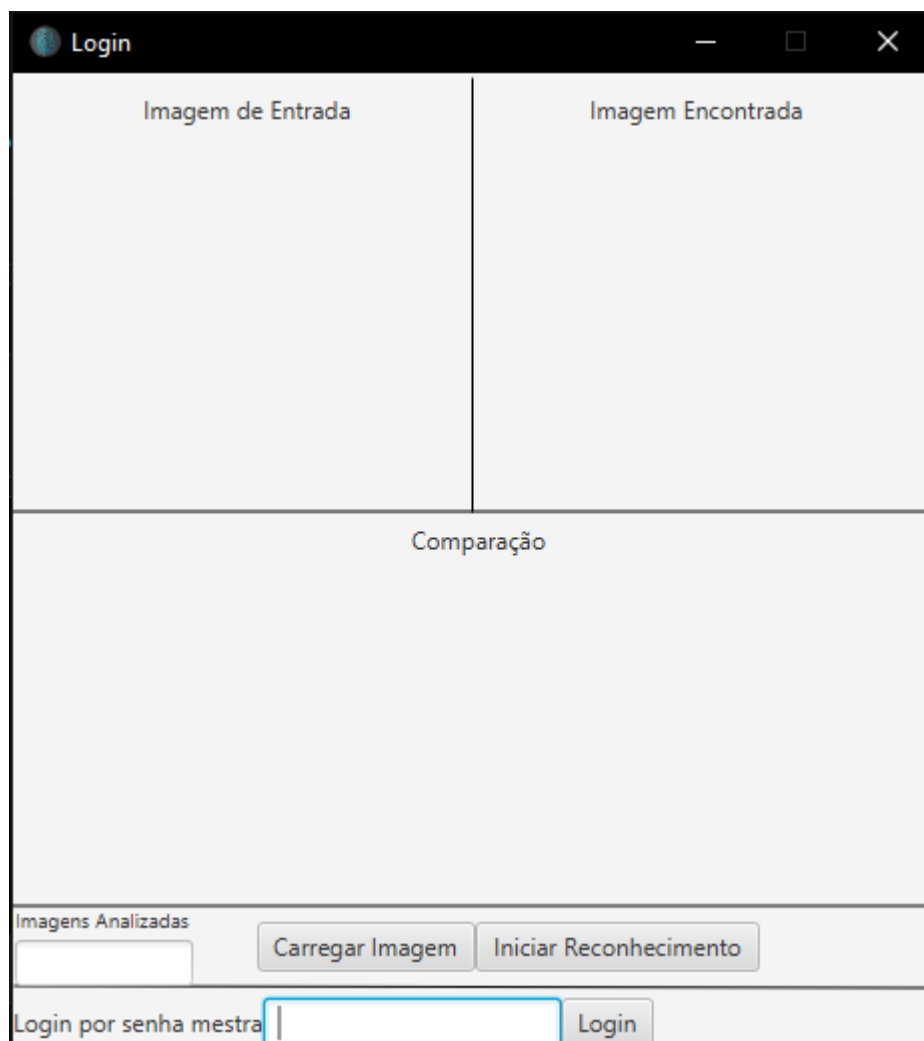 Login
Imagem de Entrada
Imagem Encontrada
Comparação
Imagens Analizadas
Carregar Imagem
Iniciar Reconhecimento
Login por senha mestra
Login